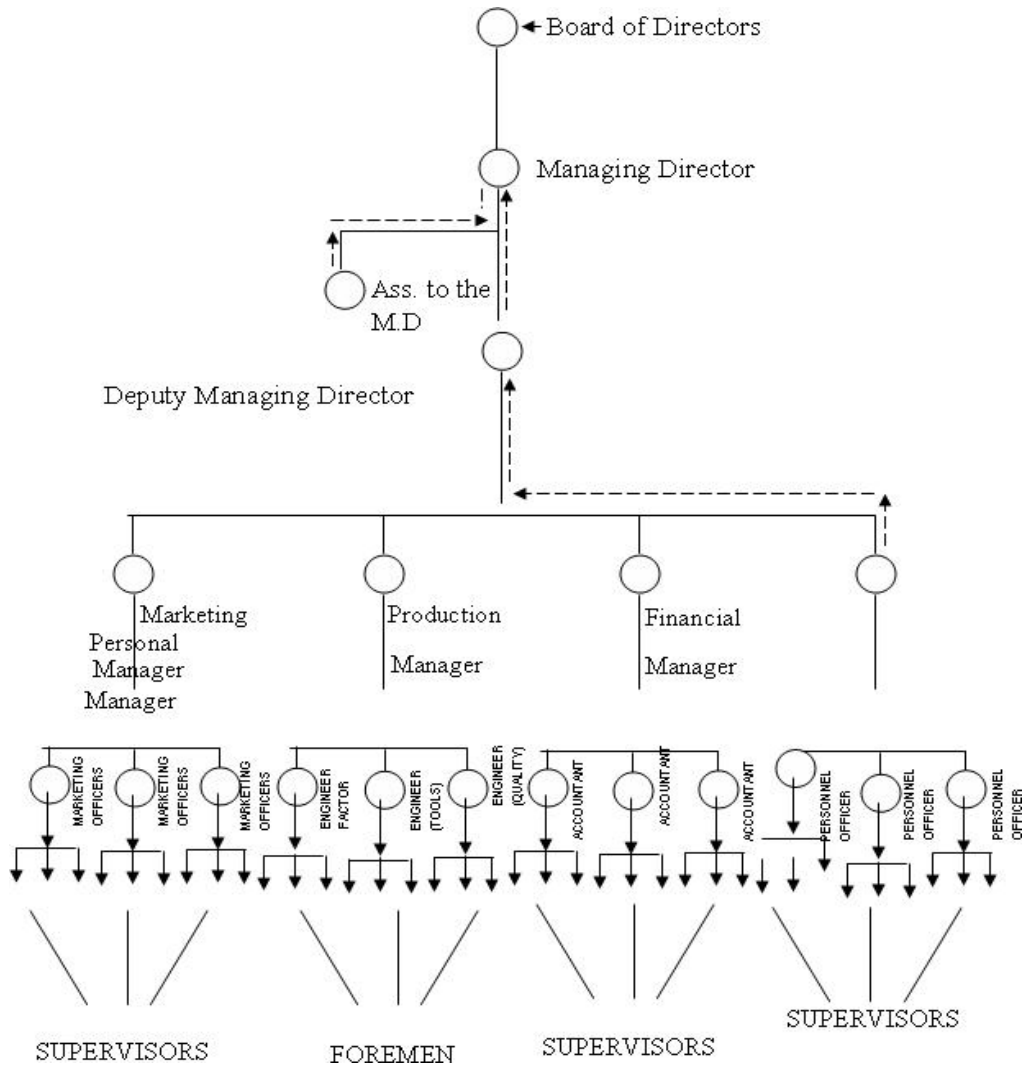 Board of Directors
Managing Director
Ass. to the
M.D
Deputy Managing Director
Marketing
Personal
Manager
Manager
Production
Manager
Financial
Manager
MARKETING
OFFICERS
MARKETING
OFFICERS
MARKETING
OFFICERS
ENGINEER
FACTOR
ENGINEER
(TOOLS)
ENGINEER
(QUALITY)
ACCOUNTANT
ACCOUNTANT
ACCOUNTANT
PERSONNEL
OFFICER
PERSONNEL
OFFICER
PERSONNEL
OFFICER
SUPERVISORS
FOREMEN
SUPERVISORS
SUPERVISORS